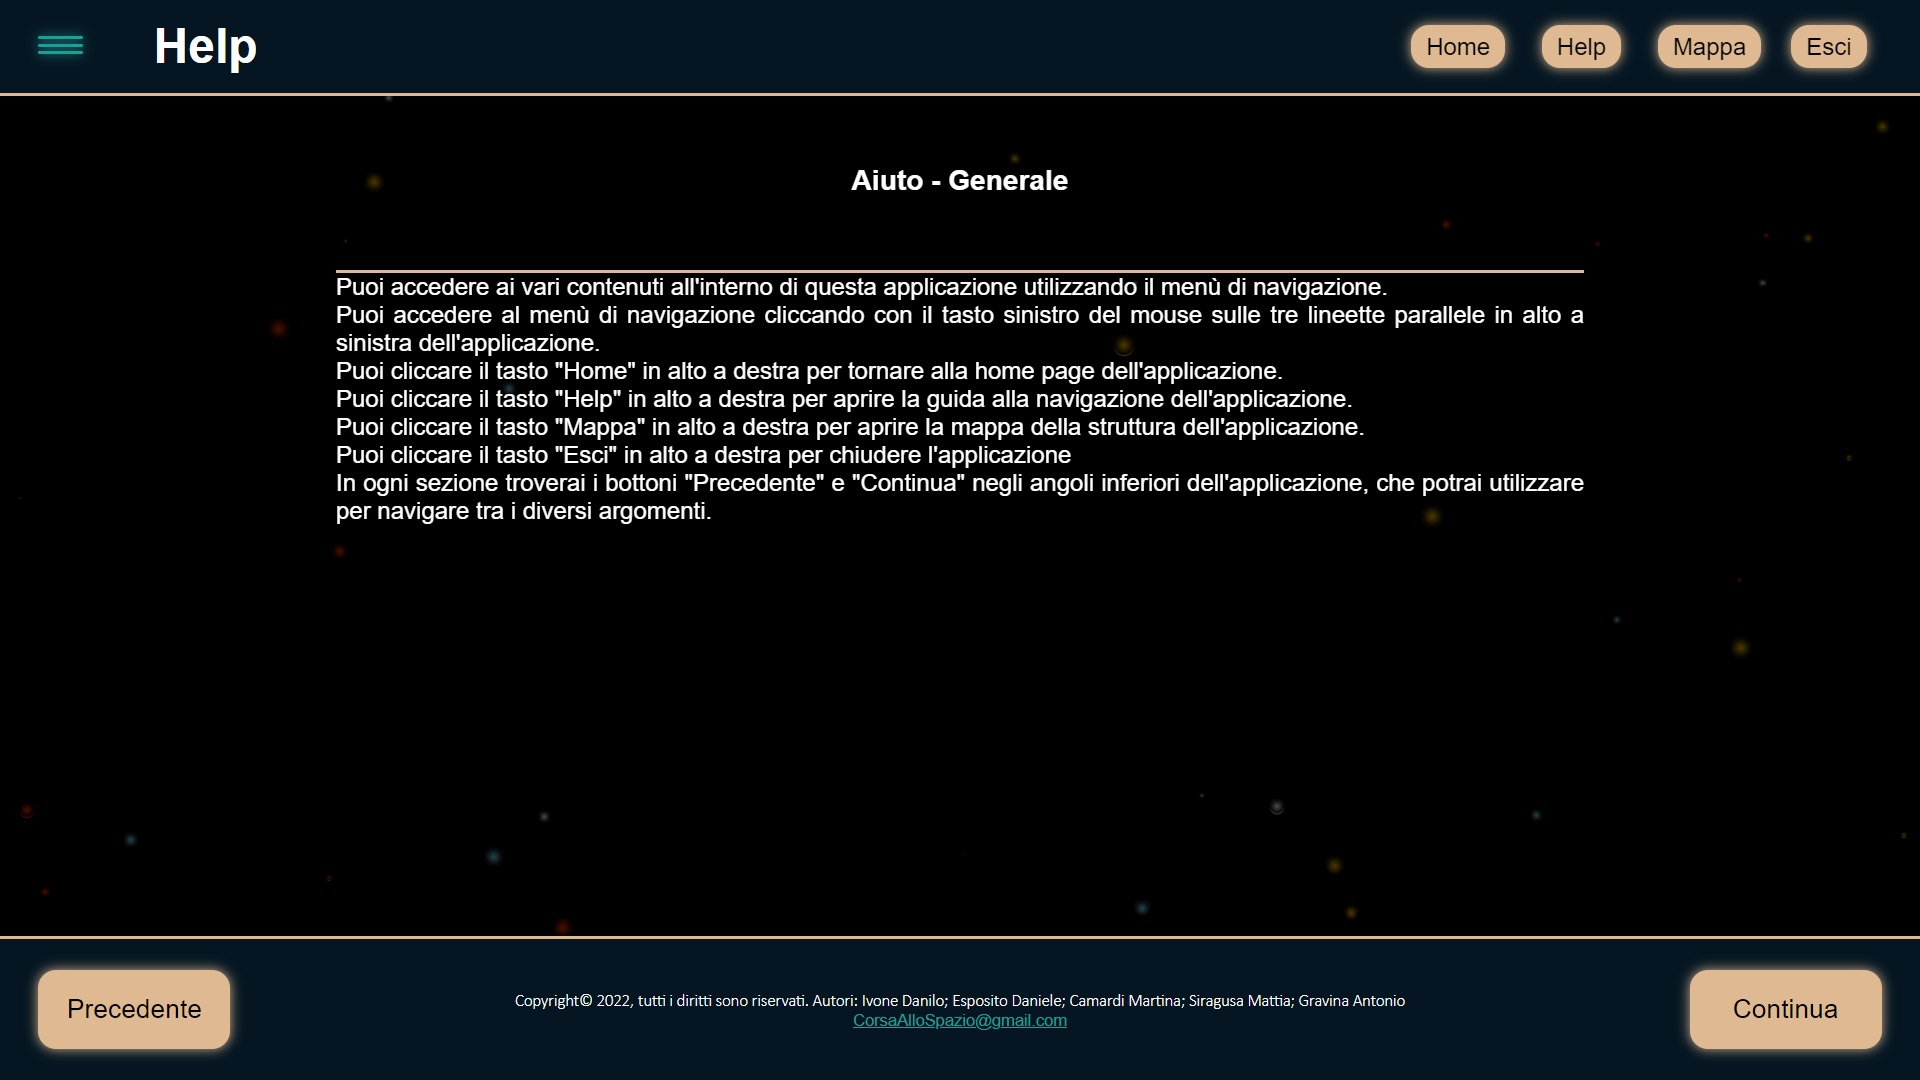 Help
Home
Help
Mappa
Esci
Aiuto - Generale
Puoi accedere ai vari contenuti all'interno di questa applicazione utilizzando il menù di navigazione.
Puoi accedere al menù di navigazione cliccando con il tasto sinistro del mouse sulle tre lineette parallele in alto a
sinistra dell'applicazione.
Puoi cliccare il tasto "Home" in alto a destra per tornare alla home page dell'applicazione.
Puoi cliccare il tasto "Help" in alto a destra per aprire la guida alla navigazione dell'applicazione.
Puoi cliccare il tasto "Mappa" in alto a destra per aprire la mappa della struttura dell'applicazione.
Puoi cliccare il tasto "Esci" in alto a destra per chiudere l'applicazione
In ogni sezione troverai i bottoni "Precedente" e "Continua" negli angoli inferiori dell'applicazione, che potrai utilizzare
per navigare tra i diversi argomenti.
Precedente
Copyright© 2022, tutti i diritti sono riservati. Autori: Ivone Danilo; Esposito Daniele; Camardi Martina; Siragusa Mattia; Gravina Antonio
CorsaAlloSpazio@gmail.com
Continua